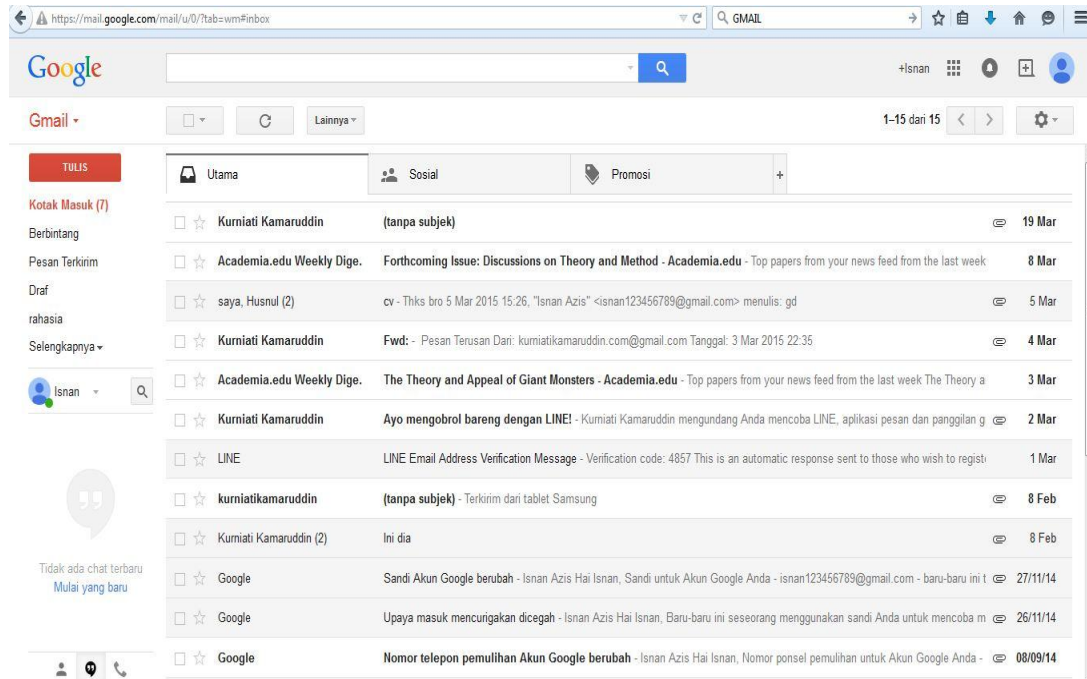 https://mail.google.com/mail/u/0/?tab=wm#inbox
GMAIL
Google
+Isnan
Gmail
Lainnya
1–15 dari 15
TULIS
Utama
Sosial
Promosi
+
Kotak Masuk (7)
Berbintang
Pesan Terkirim
Draf
rahasia
Selengkapnya
Isnan
Tidak ada chat terbaru
Mulai yang baru
Kurniati Kamaruddin (tanpa subjek) 19 Mar
Academia.edu Weekly Dige. Forthcoming Issue: Discussions on Theory and Method - Academia.edu - Top papers from your news feed from the last week 8 Mar
saya, Husnul (2) cv - Thks bro 5 Mar 2015 15:26, "Isnan Azis" <isnan123456789@gmail.com> menulis: gd 5 Mar
Kurniati Kamaruddin Fwd: - Pesan Terusan Dari: kurniatikamaruddin.com@gmail.com Tanggal: 3 Mar 2015 22:35 4 Mar
Academia.edu Weekly Dige. The Theory and Appeal of Giant Monsters - Academia.edu - Top papers from your news feed from the last week The Theory a 3 Mar
Kurniati Kamaruddin Ayo mengobrol bareng dengan LINE! - Kurniati Kamaruddin mengundang Anda mencoba LINE, aplikasi pesan dan panggilan g 2 Mar
LINE LINE Email Address Verification Message - Verification code: 4857 This is an automatic response sent to those who wish to registe 1 Mar
kurniatikamaruddin (tanpa subjek) - Terkirim dari tablet Samsung 8 Feb
Kurniati Kamaruddin (2) Ini dia 8 Feb
Google Sandi Akun Google berubah - Isnan Azis Hai Isnan, Sandi untuk Akun Google Anda - isnan123456789@gmail.com - baru-baru ini t 27/11/14
Google Upaya masuk mencurigakan dicegah - Isnan Azis Hai Isnan, Baru-baru ini seseorang menggunakan sandi Anda untuk mencoba m 26/11/14
Google Nomor telepon pemulihan Akun Google berubah - Isnan Azis Hai Isnan, Nomor ponsel pemulihan untuk Akun Google Anda - 08/09/14